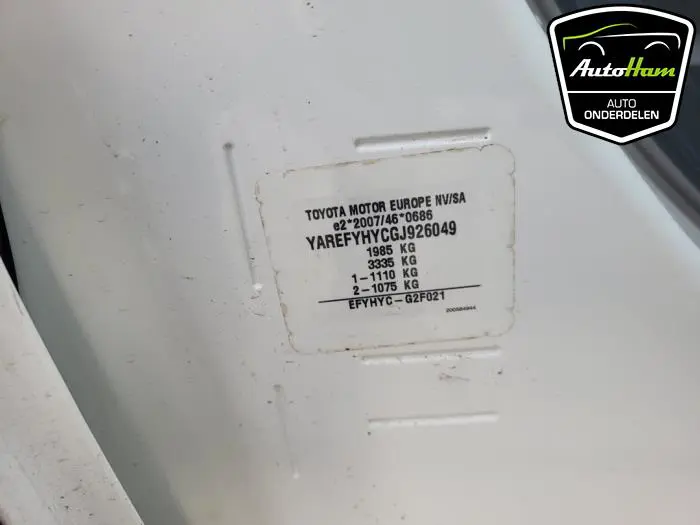 AutoHam
AUTO
ONDERDELEN
TOYOTA MOTOR EUROPE NV/SA
e2*2007/46*0686
YAREFYHYCGJ926049
1985 KG
3335 KG
1-1110 KG
2-1075 KG
EFYHYC-G2F021
200584944